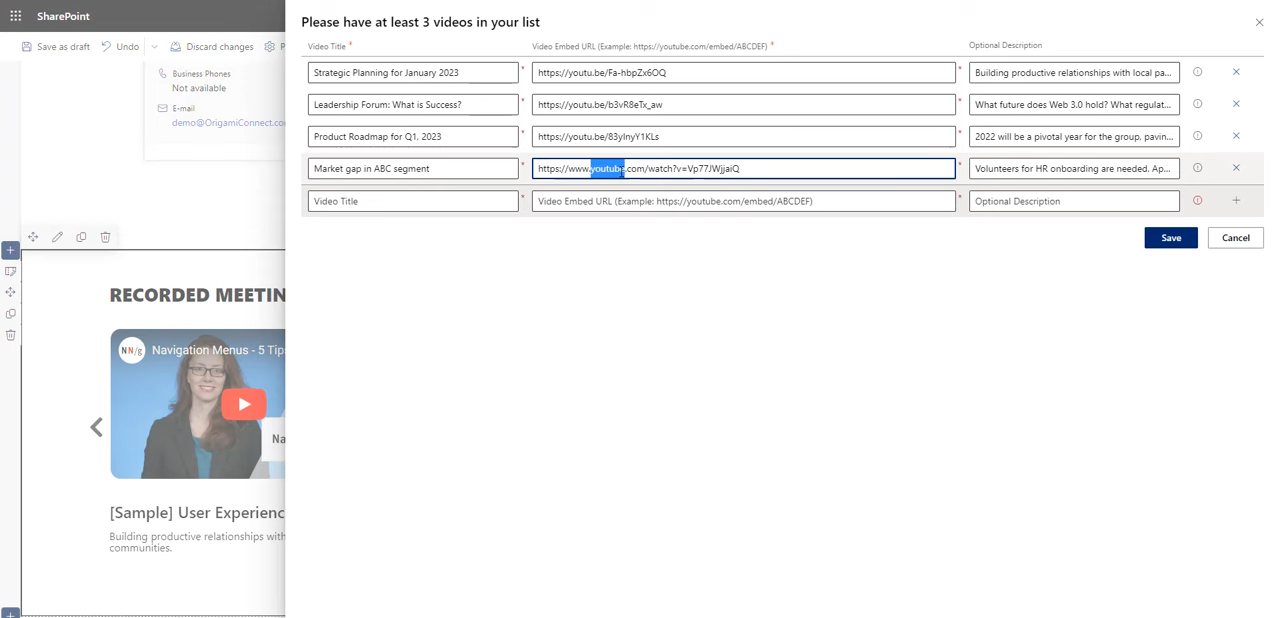 SharePoint
Save as draft
Undo
Discard changes
P
Business Phones
Not available
E-mail
demo@OrigamiConnect.co
RECORDED MEETIN
NN/g
Navigation Menus - 5 Tips
Na
[Sample] User Experienc
Building productive relationships with
communities.
Please have at least 3 videos in your list
Video Title * Video Embed URL (Example: https://youtube.com/embed/ABCDEF) * Optional Description
Strategic Planning for January 2023 * https://youtu.be/Fa-hbpZx6OQ * Building productive relationships with local pa...
Leadership Forum: What is Success? * https://youtu.be/b3vR8eTx_aw * What future does Web 3.0 hold? What regulat...
Product Roadmap for Q1, 2023 * https://youtu.be/83yInyY1KLs * 2022 will be a pivotal year for the group, pavin...
Market gap in ABC segment * https://www.youtube.com/watch?v=Vp77JWjjaiQ * Volunteers for HR onboarding are needed. Ap...
Video Title * Video Embed URL (Example: https://youtube.com/embed/ABCDEF) * Optional Description
Save
Cancel